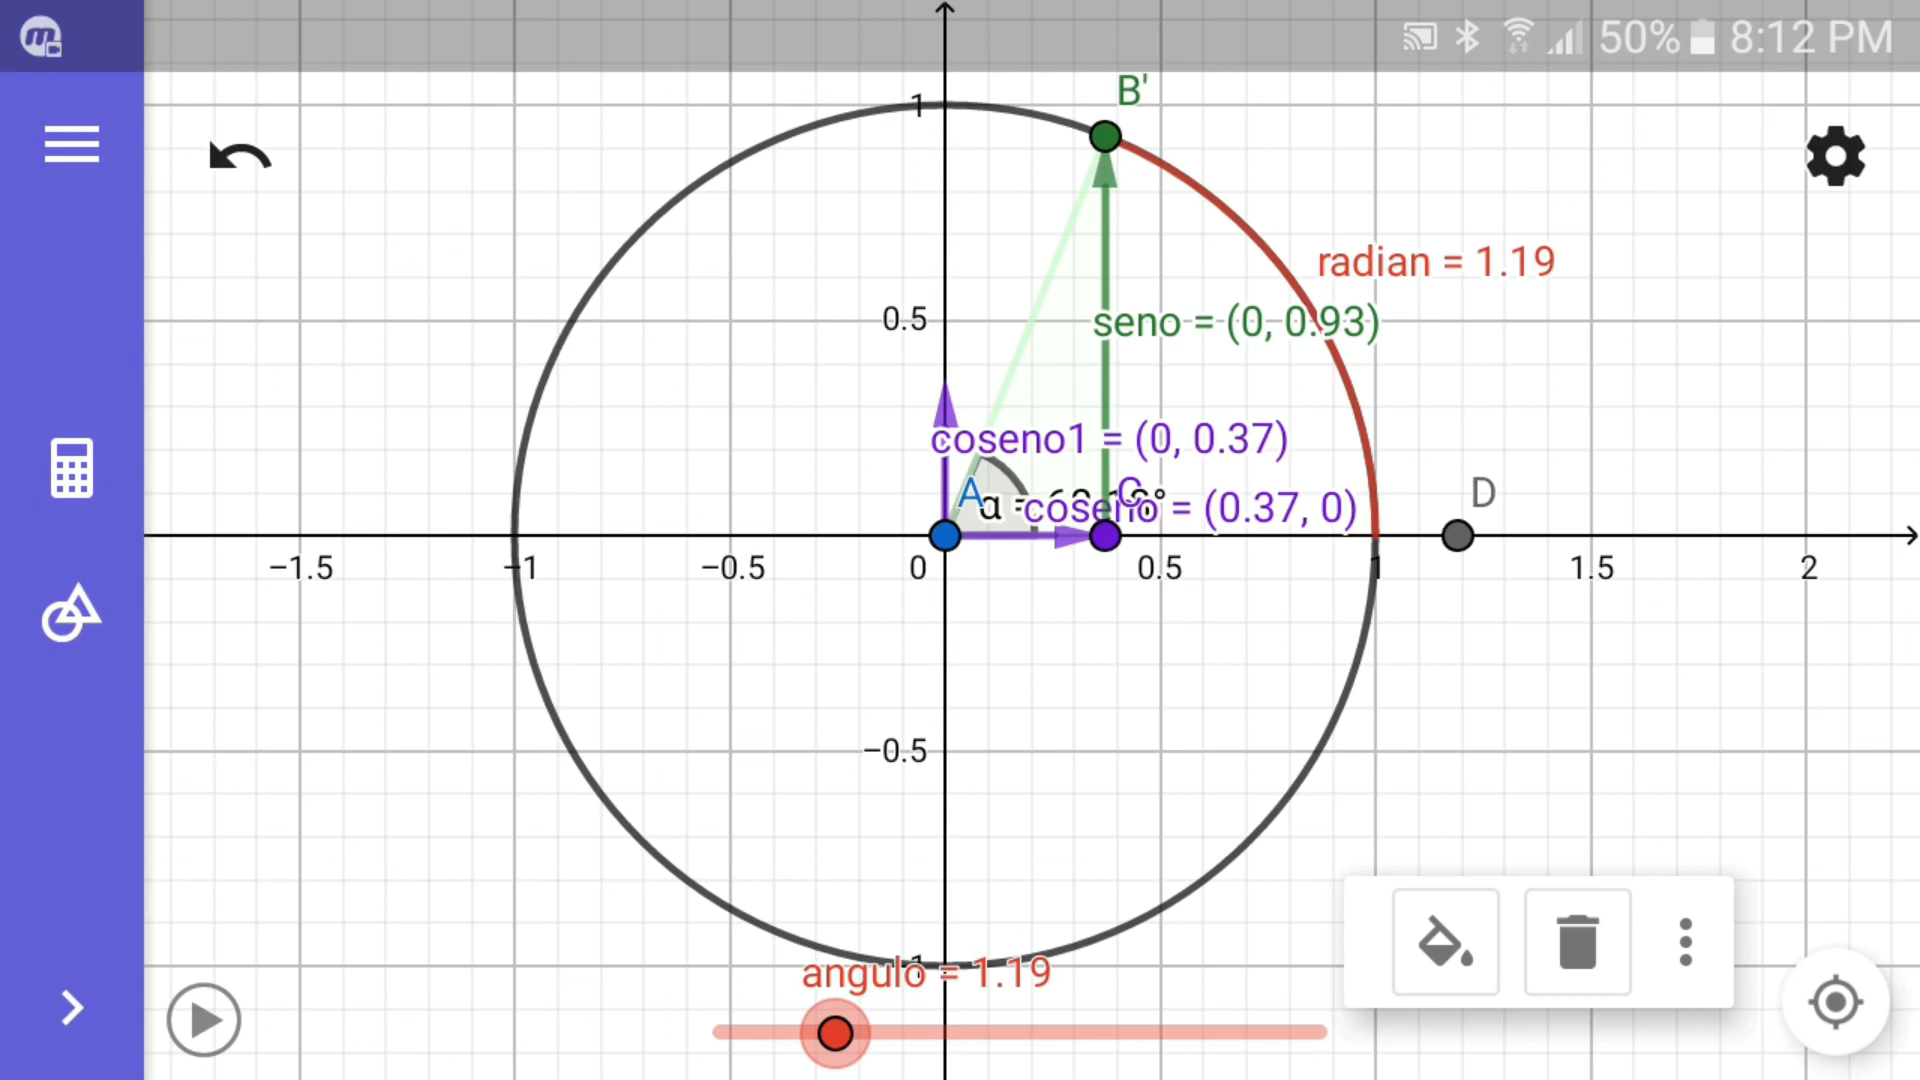 50% 8:12 PM
B'
1
radian = 1.19
0.5
seno = (0, 0.93)
coseno1 = (0, 0.37)
A
C
D
α =
coseno = (0.37, 0)
−1.5
−1
−0.5
0
0.5
1
1.5
2
−0.5
angulo = 1.19